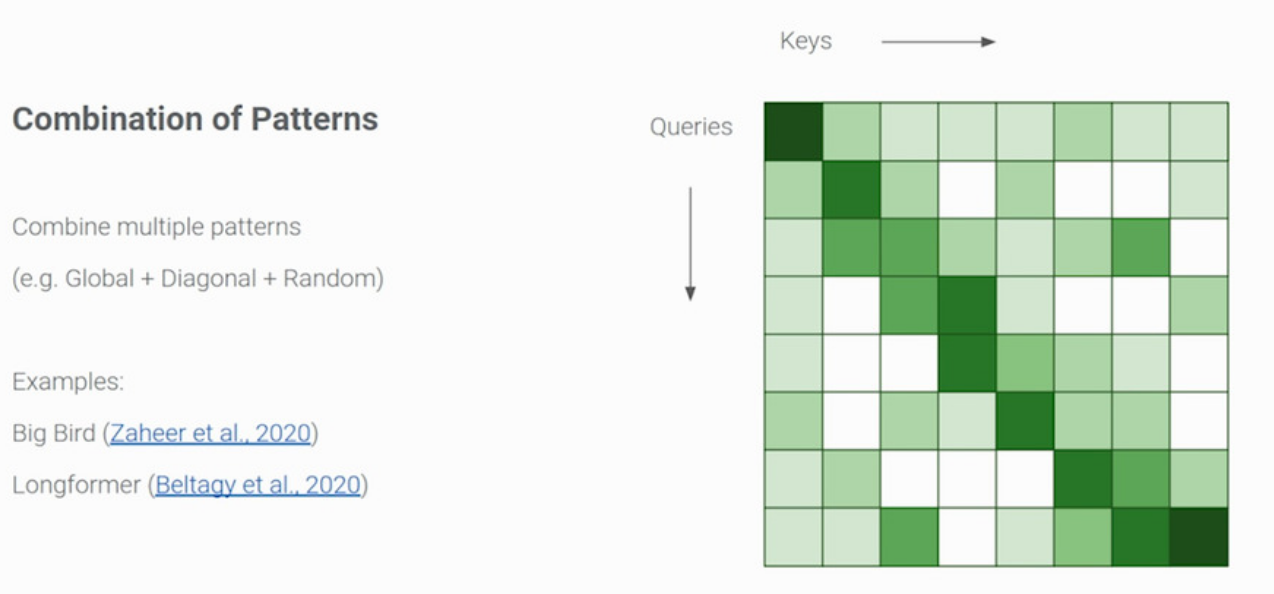 Keys
Combination of Patterns
Queries
Combine multiple patterns
(e.g. Global + Diagonal + Random)
Examples:
Big Bird (Zaheer et al., 2020)
Longformer (Beltagy et al., 2020)